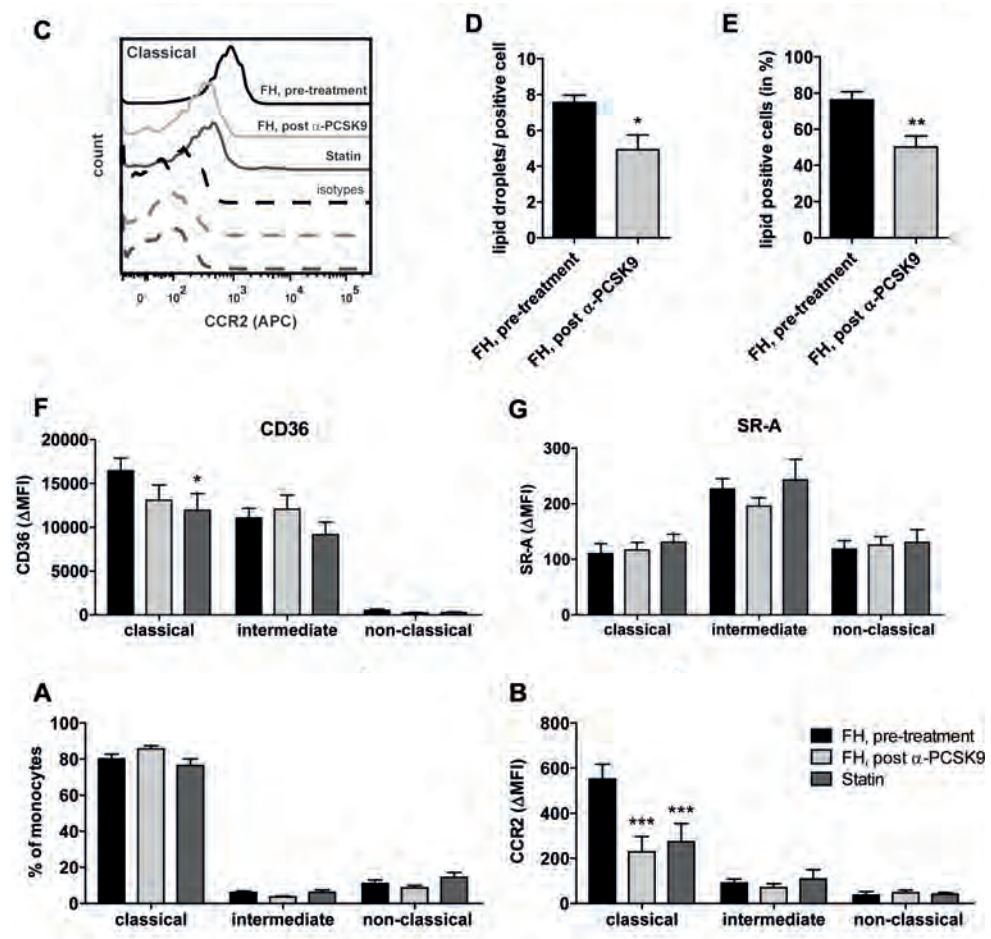 C
Classical
FH, pre-treatment
FH, post α-PCSK9
Statin
isotypes
count
0 10² 10³ 10⁴ 10⁵
CCR2 (APC)
D
lipid droplets/ positive cell
8
6
4
2
0
*
FH, pre-treatment
FH, post α-PCSK9
E
lipid positive cells (in %)
100
80
60
40
20
0
**
FH, pre-treatment
FH, post α-PCSK9
F
CD36
CD36 (ΔMFI)
20000
15000
10000
5000
0
*
classical intermediate non-classical
G
SR-A
SR-A (ΔMFI)
300
200
100
0
classical intermediate non-classical
A
% of monocytes
100
80
60
40
20
0
classical intermediate non-classical
B
CCR2 (ΔMFI)
800
600
400
200
0
*** ***
FH, pre-treatment
FH, post α-PCSK9
Statin
classical intermediate non-classical